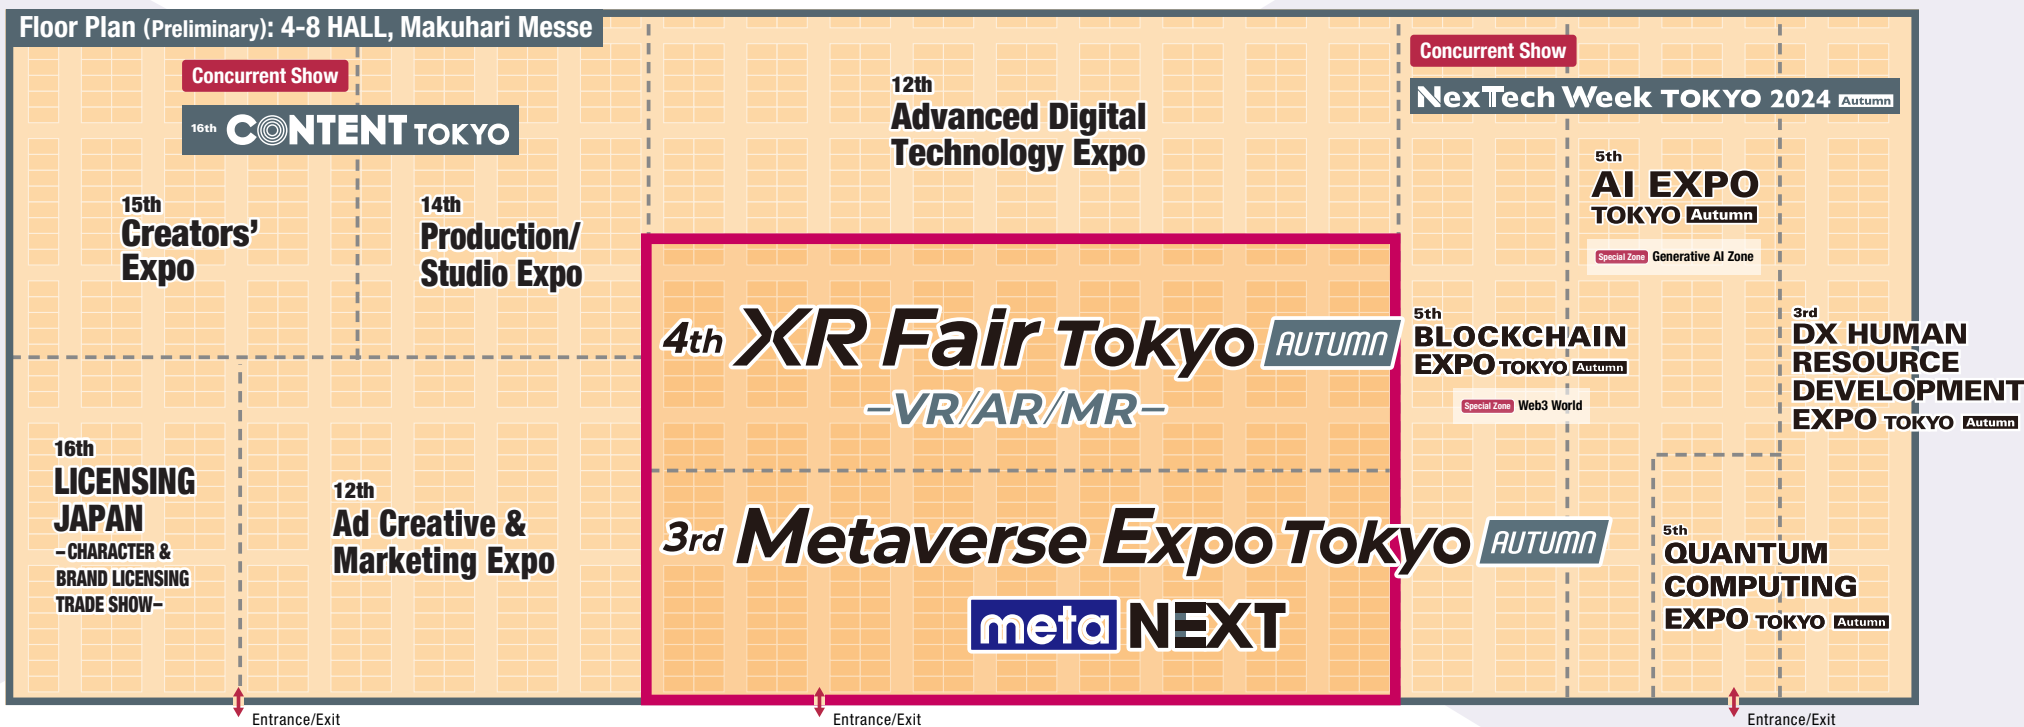 Floor Plan (Preliminary): 4-8 HALL, Makuhari Messe
Concurrent Show
16th CONTENT TOKYO
15th
Creators’
Expo
14th
Production/
Studio Expo
16th
LICENSING
JAPAN
–CHARACTER &
BRAND LICENSING
TRADE SHOW–
12th
Ad Creative &
Marketing Expo
12th
Advanced Digital
Technology Expo
4th XR Fair Tokyo AUTUMN
–VR/AR/MR–
3rd Metaverse Expo Tokyo AUTUMN
meta NEXT
Concurrent Show
NexTech Week TOKYO 2024 Autumn
5th
AI EXPO
TOKYO Autumn
Special Zone Generative AI Zone
5th
BLOCKCHAIN
EXPO TOKYO Autumn
Special Zone Web3 World
3rd
DX HUMAN
RESOURCE
DEVELOPMENT
EXPO TOKYO Autumn
5th
QUANTUM
COMPUTING
EXPO TOKYO Autumn
Entrance/Exit
Entrance/Exit
Entrance/Exit